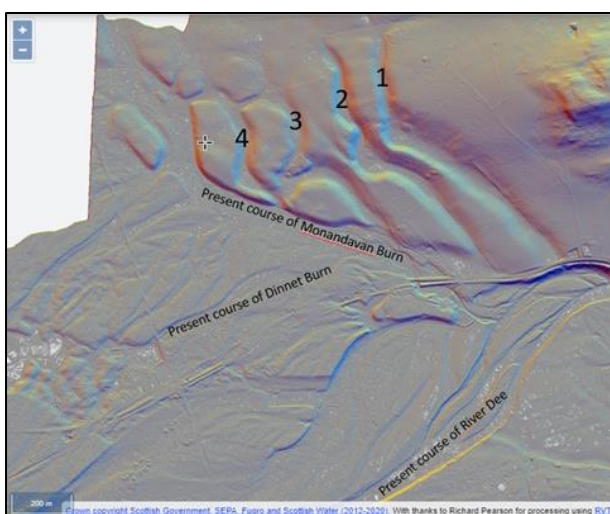 +
−
1
2
3
4
Present course of Monandavan Burn
Present course of Dinnet Burn
Present course of River Dee
200 m
Crown copyright Scottish Government, SEPA, Fugro and Scottish Water (2012-2020). With thanks to Richard Pearson for processing using RVT